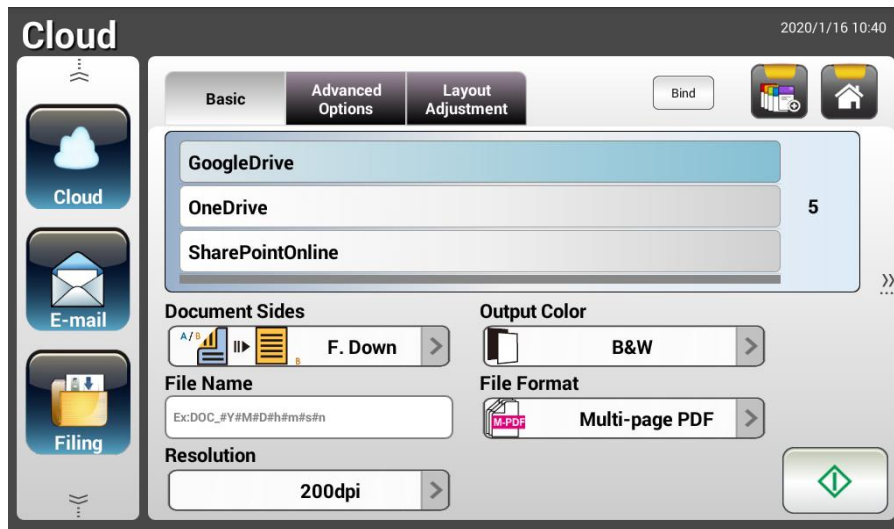 Cloud
2020/1/16 10:40
Basic
Advanced
Options
Layout
Adjustment
Bind
Cloud
E-mail
Filing
GoogleDrive
OneDrive
SharePointOnline
5
Document Sides
A/B
B
F. Down
Output Color
B&W
File Name
Ex:DOC_#Y#M#D#h#m#s#n
File Format
M-PDF
Multi-page PDF
Resolution
200dpi